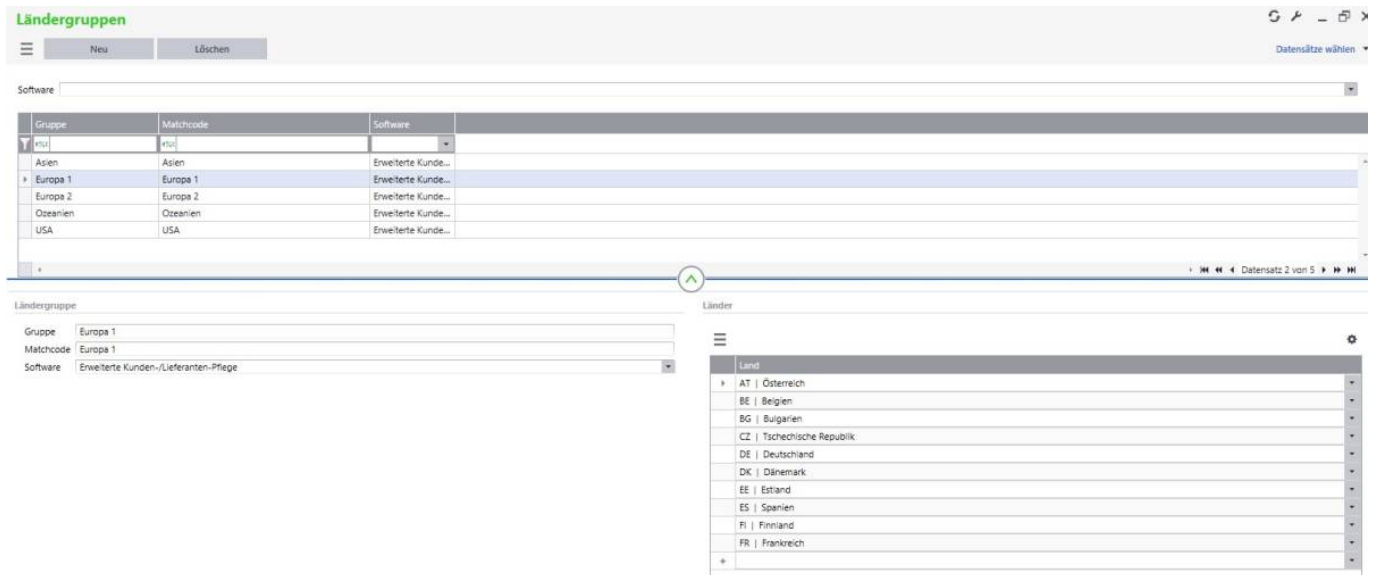 Ländergruppen
Neu Löschen Datensätze wählen
Software
Gruppe Matchcode Software
Asien Asien Erweiterte Kunde...
Europa 1 Europa 1 Erweiterte Kunde...
Europa 2 Europa 2 Erweiterte Kunde...
Ozeanien Ozeanien Erweiterte Kunde...
USA USA Erweiterte Kunde...
Datensatz 2 von 5
Ländergruppe
Gruppe Europa 1
Matchcode Europa 1
Software Erweiterte Kunden-/Lieferanten-Pflege
Länder
Land
AT | Österreich
BE | Belgien
BG | Bulgarien
CZ | Tschechische Republik
DE | Deutschland
DK | Dänemark
EE | Estland
ES | Spanien
FI | Finnland
FR | Frankreich